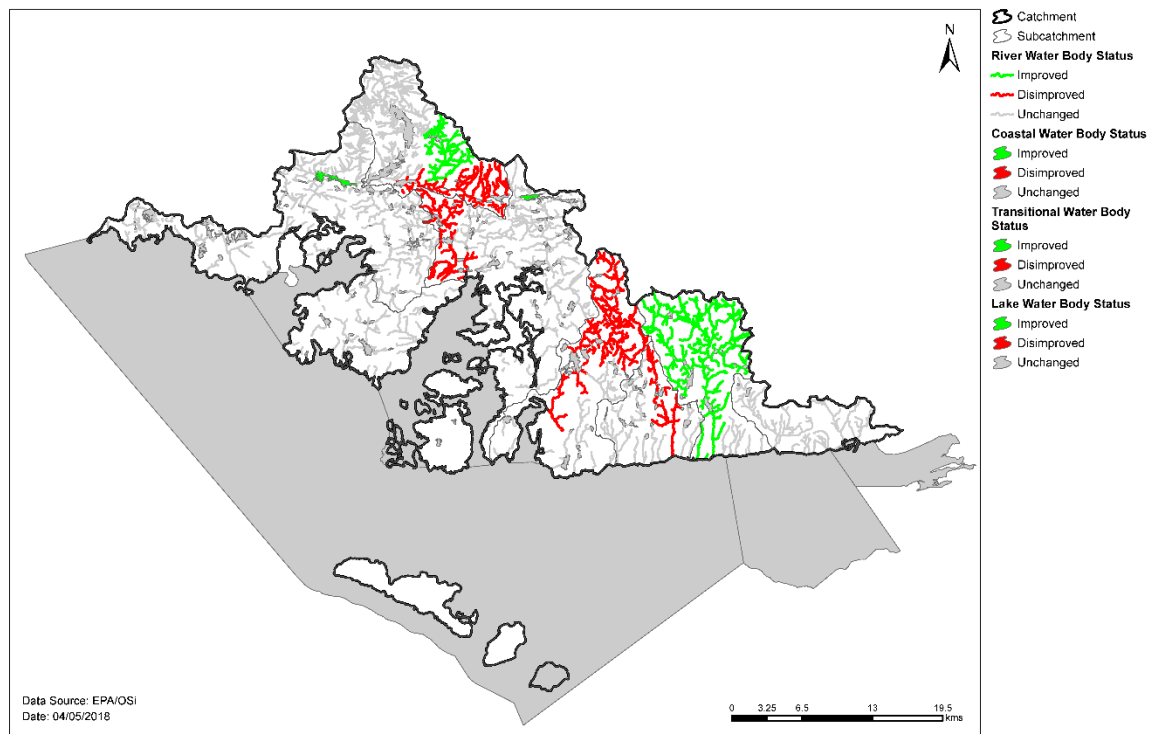 N
Catchment
Subcatchment
River Water Body Status
Improved
Disimproved
Unchanged
Coastal Water Body Status
Improved
Disimproved
Unchanged
Transitional Water Body
Status
Improved
Disimproved
Unchanged
Lake Water Body Status
Improved
Disimproved
Unchanged
Data Source: EPA/OSi
Date: 04/05/2018
0 3.25 6.5 13 19.5
kms